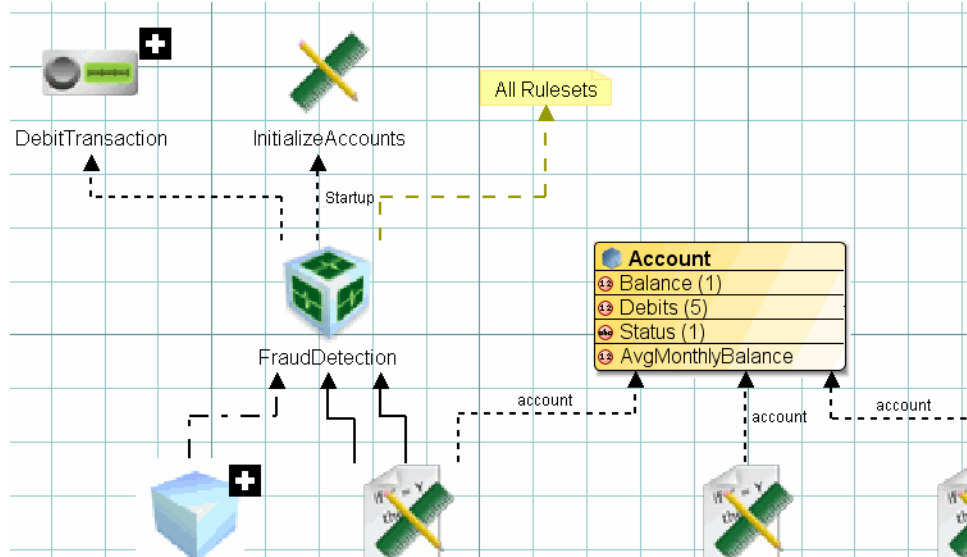 All Rulesets
DebitTransaction
InitializeAccounts
Startup
Account
Balance (1)
Debits (5)
Status (1)
AvgMonthlyBalance
FraudDetection
account
account
account